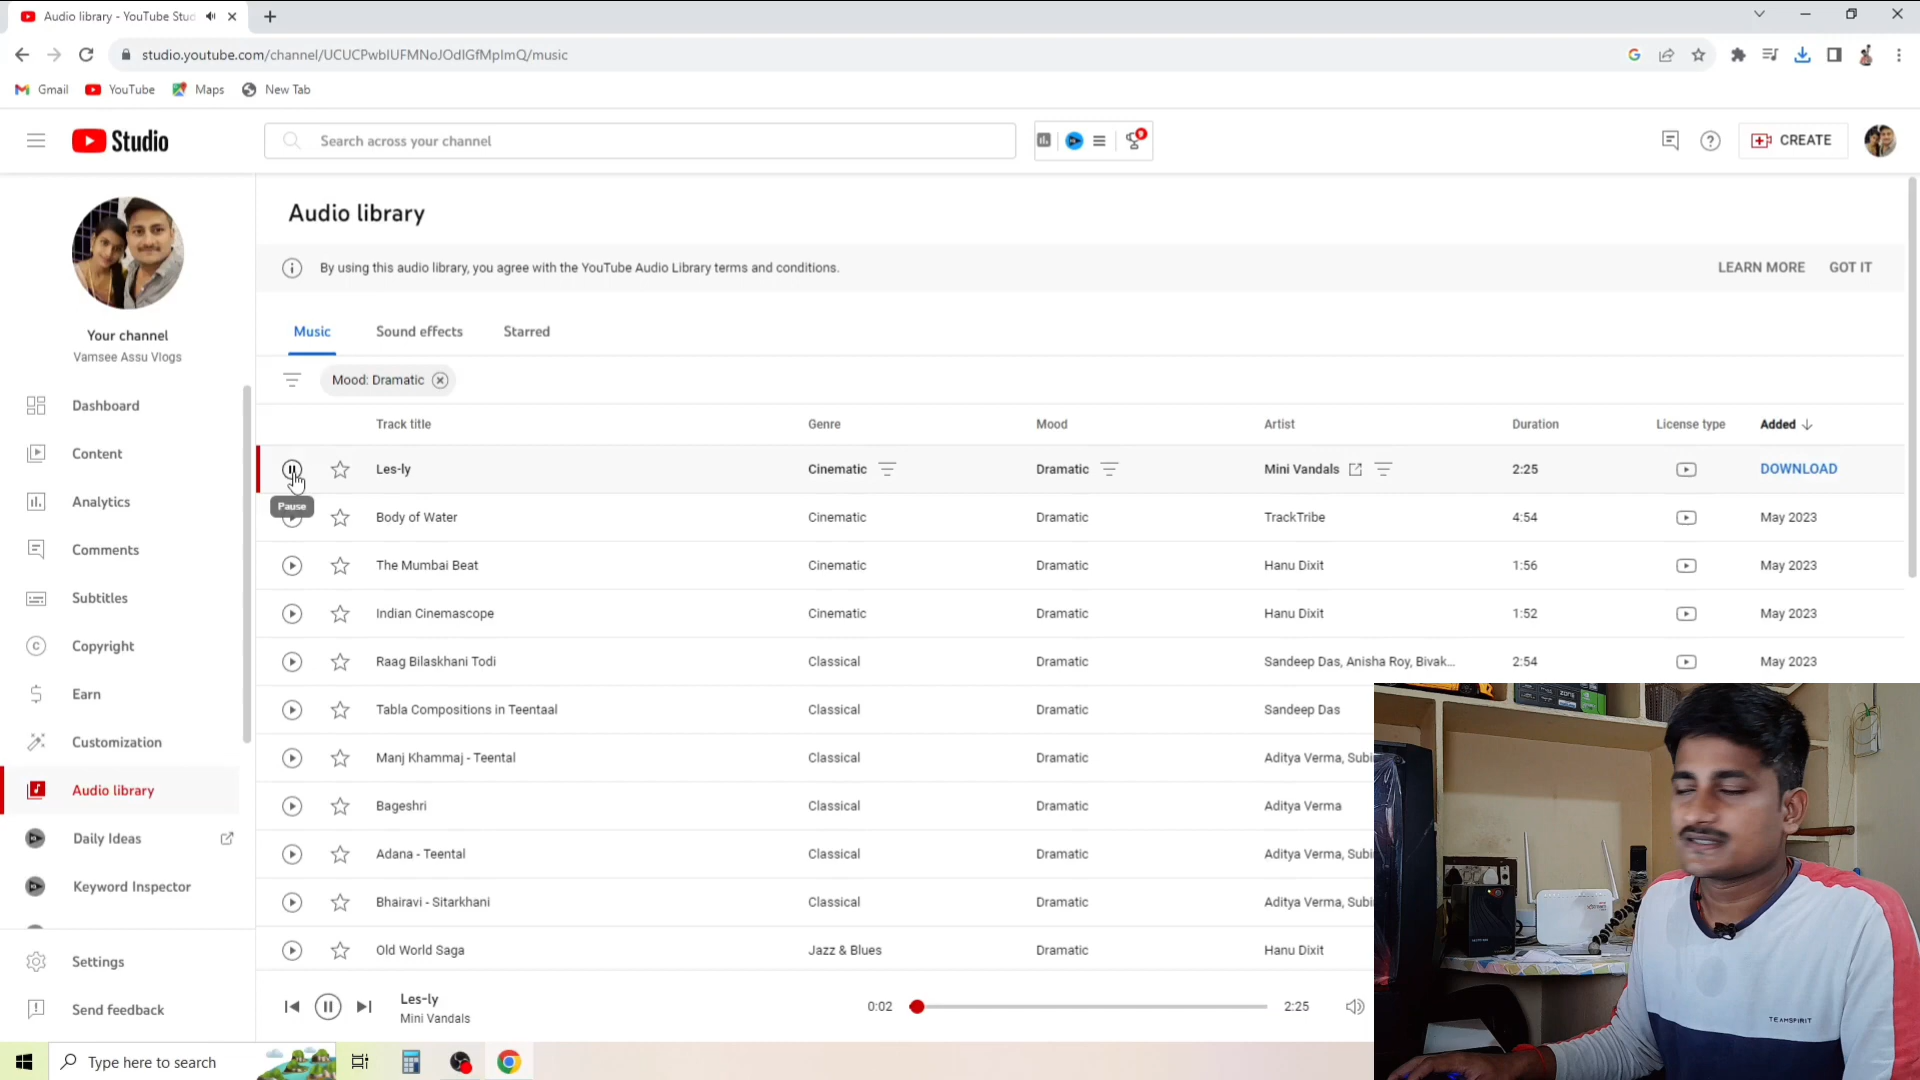 Audio library - YouTube Stud
studio.youtube.com/channel/UCUCPwbIUFMNoJOdIGfMpImQ/music
Gmail YouTube Maps New Tab
Studio
Search across your channel
CREATE
Your channel
Vamsee Assu Vlogs
Dashboard
Content
Analytics
Comments
Subtitles
Copyright
Earn
Customization
Audio library
Daily Ideas
Keyword Inspector
Settings
Send feedback
Audio library
By using this audio library, you agree with the YouTube Audio Library terms and conditions.
LEARN MORE GOT IT
Music Sound effects Starred
Mood: Dramatic
Track title Genre Mood Artist Duration License type Added
Les-ly Cinematic Dramatic Mini Vandals 2:25 DOWNLOAD
Pause
Body of Water Cinematic Dramatic TrackTribe 4:54 May 2023
The Mumbai Beat Cinematic Dramatic Hanu Dixit 1:56 May 2023
Indian Cinemascope Cinematic Dramatic Hanu Dixit 1:52 May 2023
Raag Bilaskhani Todi Classical Dramatic Sandeep Das, Anisha Roy, Bivak... 2:54 May 2023
Tabla Compositions in Teentaal Classical Dramatic Sandeep Das
Manj Khammaj - Teental Classical Dramatic Aditya Verma, Subi
Bageshri Classical Dramatic Aditya Verma
Adana - Teental Classical Dramatic Aditya Verma, Subi
Bhairavi - Sitarkhani Classical Dramatic Aditya Verma, Subi
Old World Saga Jazz & Blues Dramatic Hanu Dixit
Les-ly
Mini Vandals
0:02 2:25
TEAMSPIRIT
Type here to search